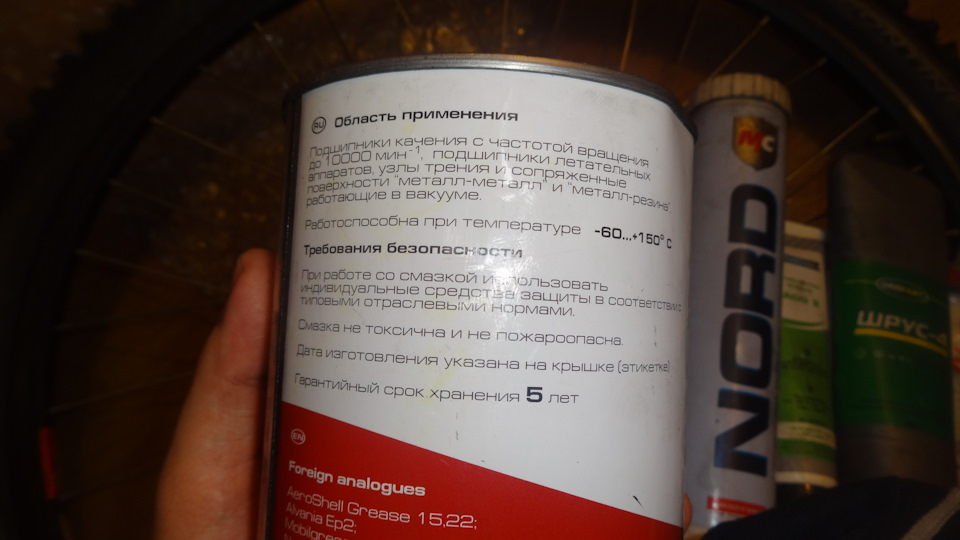 RU Область применения
Подшипники качения с частотой вращения
до 10000 мин⁻¹, подшипники летательных
аппаратов, узлы трения и сопряженные
поверхности "металл-металл" и "металл-резина",
работающие в вакууме.
Работоспособна при температуре -60...+150° С
Требования безопасности
При работе со смазкой использовать
индивидуальные средства защиты в соответствии с
типовыми отраслевыми нормами.
Смазка не токсична и не пожароопасна.
Дата изготовления указана на крышке (этикетке)
Гарантийный срок хранения 5 лет
EN
Foreign analogues
AeroShell Grease 15,22;
Alvania Ep2;
MC
NORD
ШРУС-4